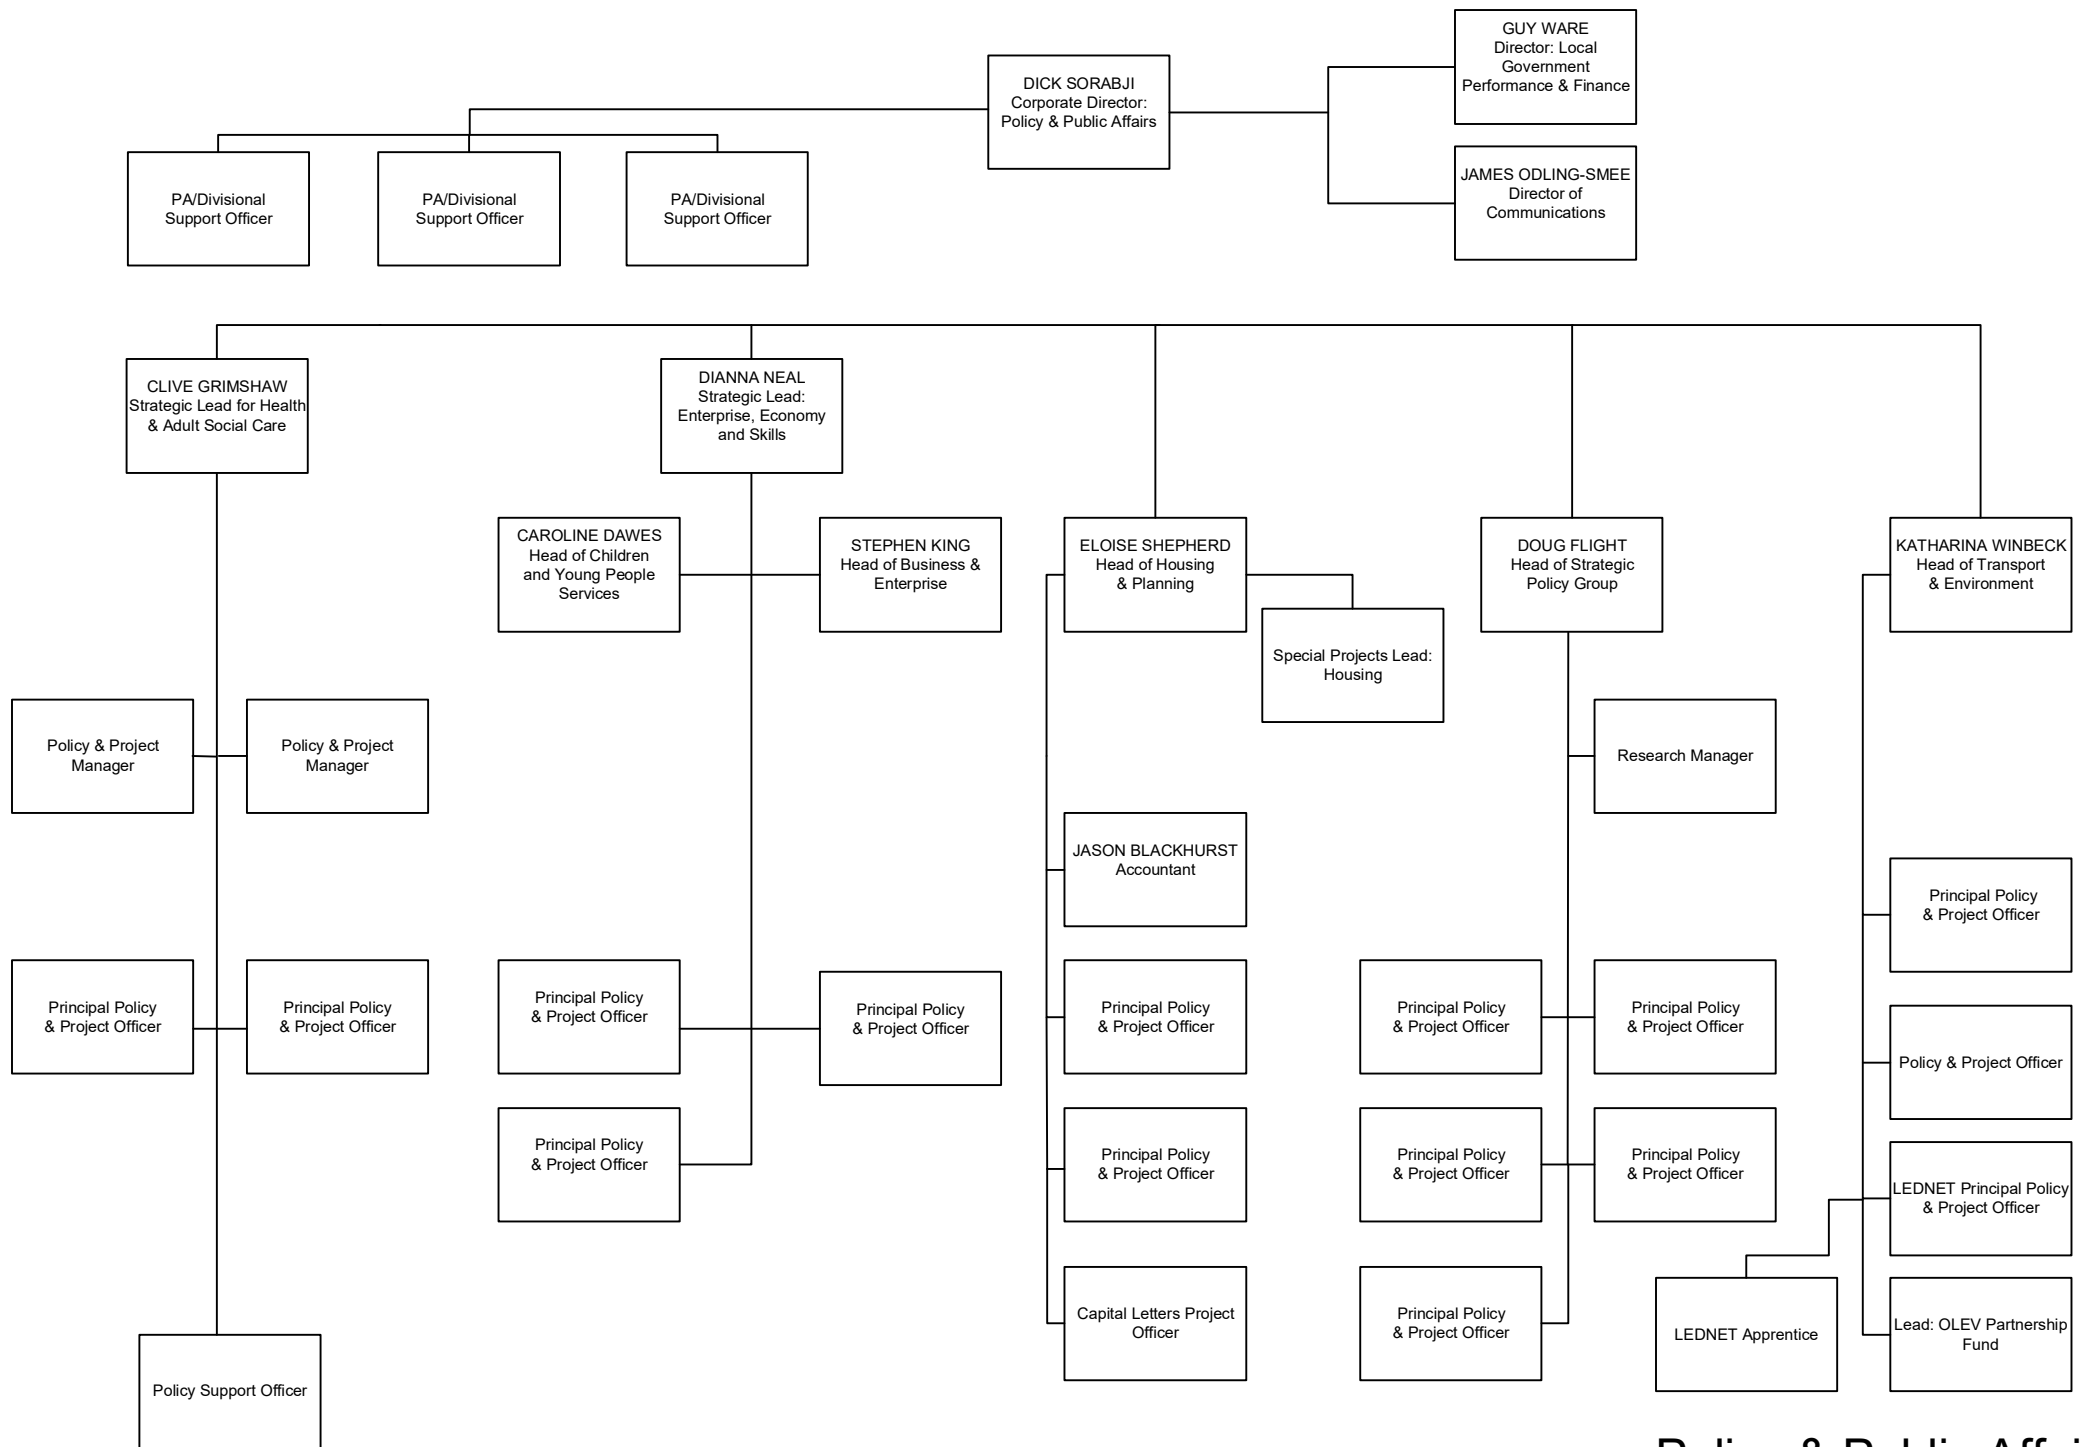 GUY WARE
Director: Local
Government
Performance & Finance
DICK SORABJI
Corporate Director:
Policy & Public Affairs
JAMES ODLING-SMEE
Director of
Communications
PA/Divisional
Support Officer
PA/Divisional
Support Officer
PA/Divisional
Support Officer
CLIVE GRIMSHAW
Strategic Lead for Health
& Adult Social Care
DIANNA NEAL
Strategic Lead:
Enterprise, Economy
and Skills
CAROLINE DAWES
Head of Children
and Young People
Services
STEPHEN KING
Head of Business &
Enterprise
ELOISE SHEPHERD
Head of Housing
& Planning
DOUG FLIGHT
Head of Strategic
Policy Group
KATHARINA WINBECK
Head of Transport
& Environment
Special Projects Lead:
Housing
Policy & Project
Manager
Policy & Project
Manager
Research Manager
JASON BLACKHURST
Accountant
Principal Policy
& Project Officer
Principal Policy
& Project Officer
Principal Policy
& Project Officer
Principal Policy
& Project Officer
Principal Policy
& Project Officer
Principal Policy
& Project Officer
Principal Policy
& Project Officer
Principal Policy
& Project Officer
Policy & Project Officer
Principal Policy
& Project Officer
Principal Policy
& Project Officer
Principal Policy
& Project Officer
Principal Policy
& Project Officer
LEDNET Principal Policy
& Project Officer
Capital Letters Project
Officer
Principal Policy
& Project Officer
LEDNET Apprentice
Lead: OLEV Partnership
Fund
Policy Support Officer
Policy & Public